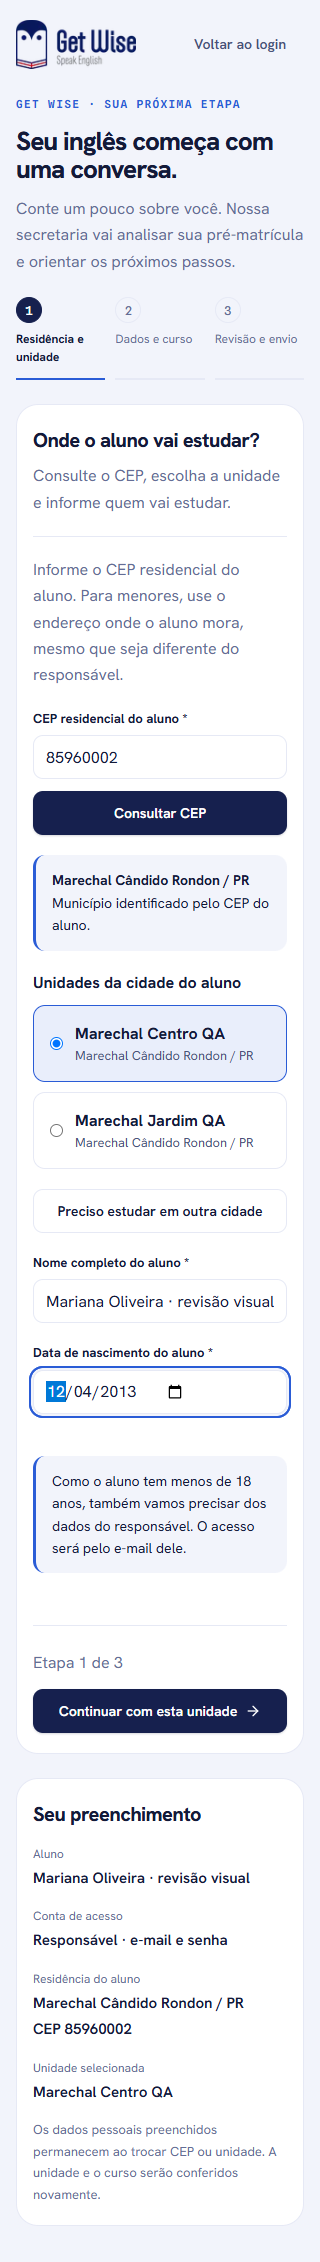 Get Wise
Speak English
Voltar ao login
GET WISE · SUA PRÓXIMA ETAPA
Seu inglês começa com
uma conversa.
Conte um pouco sobre você. Nossa
secretaria vai analisar sua pré-matrícula
e orientar os próximos passos.
1
2
3
Residência e
unidade
Dados e curso
Revisão e envio
Onde o aluno vai estudar?
Consulte o CEP, escolha a unidade
e informe quem vai estudar.
Informe o CEP residencial do
aluno. Para menores, use o
endereço onde o aluno mora,
mesmo que seja diferente do
responsável.
CEP residencial do aluno *
85960002
Consultar CEP
Marechal Cândido Rondon / PR
Município identificado pelo CEP do
aluno.
Unidades da cidade do aluno
Marechal Centro QA
Marechal Cândido Rondon / PR
Marechal Jardim QA
Marechal Cândido Rondon / PR
Preciso estudar em outra cidade
Nome completo do aluno *
Mariana Oliveira · revisão visual
Data de nascimento do aluno *
12/04/2013
Como o aluno tem menos de 18
anos, também vamos precisar dos
dados do responsável. O acesso
será pelo e-mail dele.
Etapa 1 de 3
Continuar com esta unidade →
Seu preenchimento
Aluno
Mariana Oliveira · revisão visual
Conta de acesso
Responsável · e-mail e senha
Residência do aluno
Marechal Cândido Rondon / PR
CEP 85960002
Unidade selecionada
Marechal Centro QA
Os dados pessoais preenchidos
permanecem ao trocar CEP ou unidade. A
unidade e o curso serão conferidos
novamente.